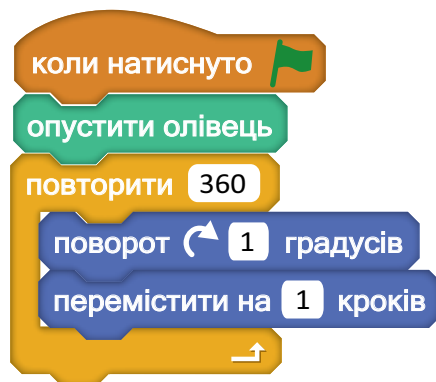 коли натиснуто
опустити олівець
повторити 360
поворот 1 градусів
перемістити на 1 кроків